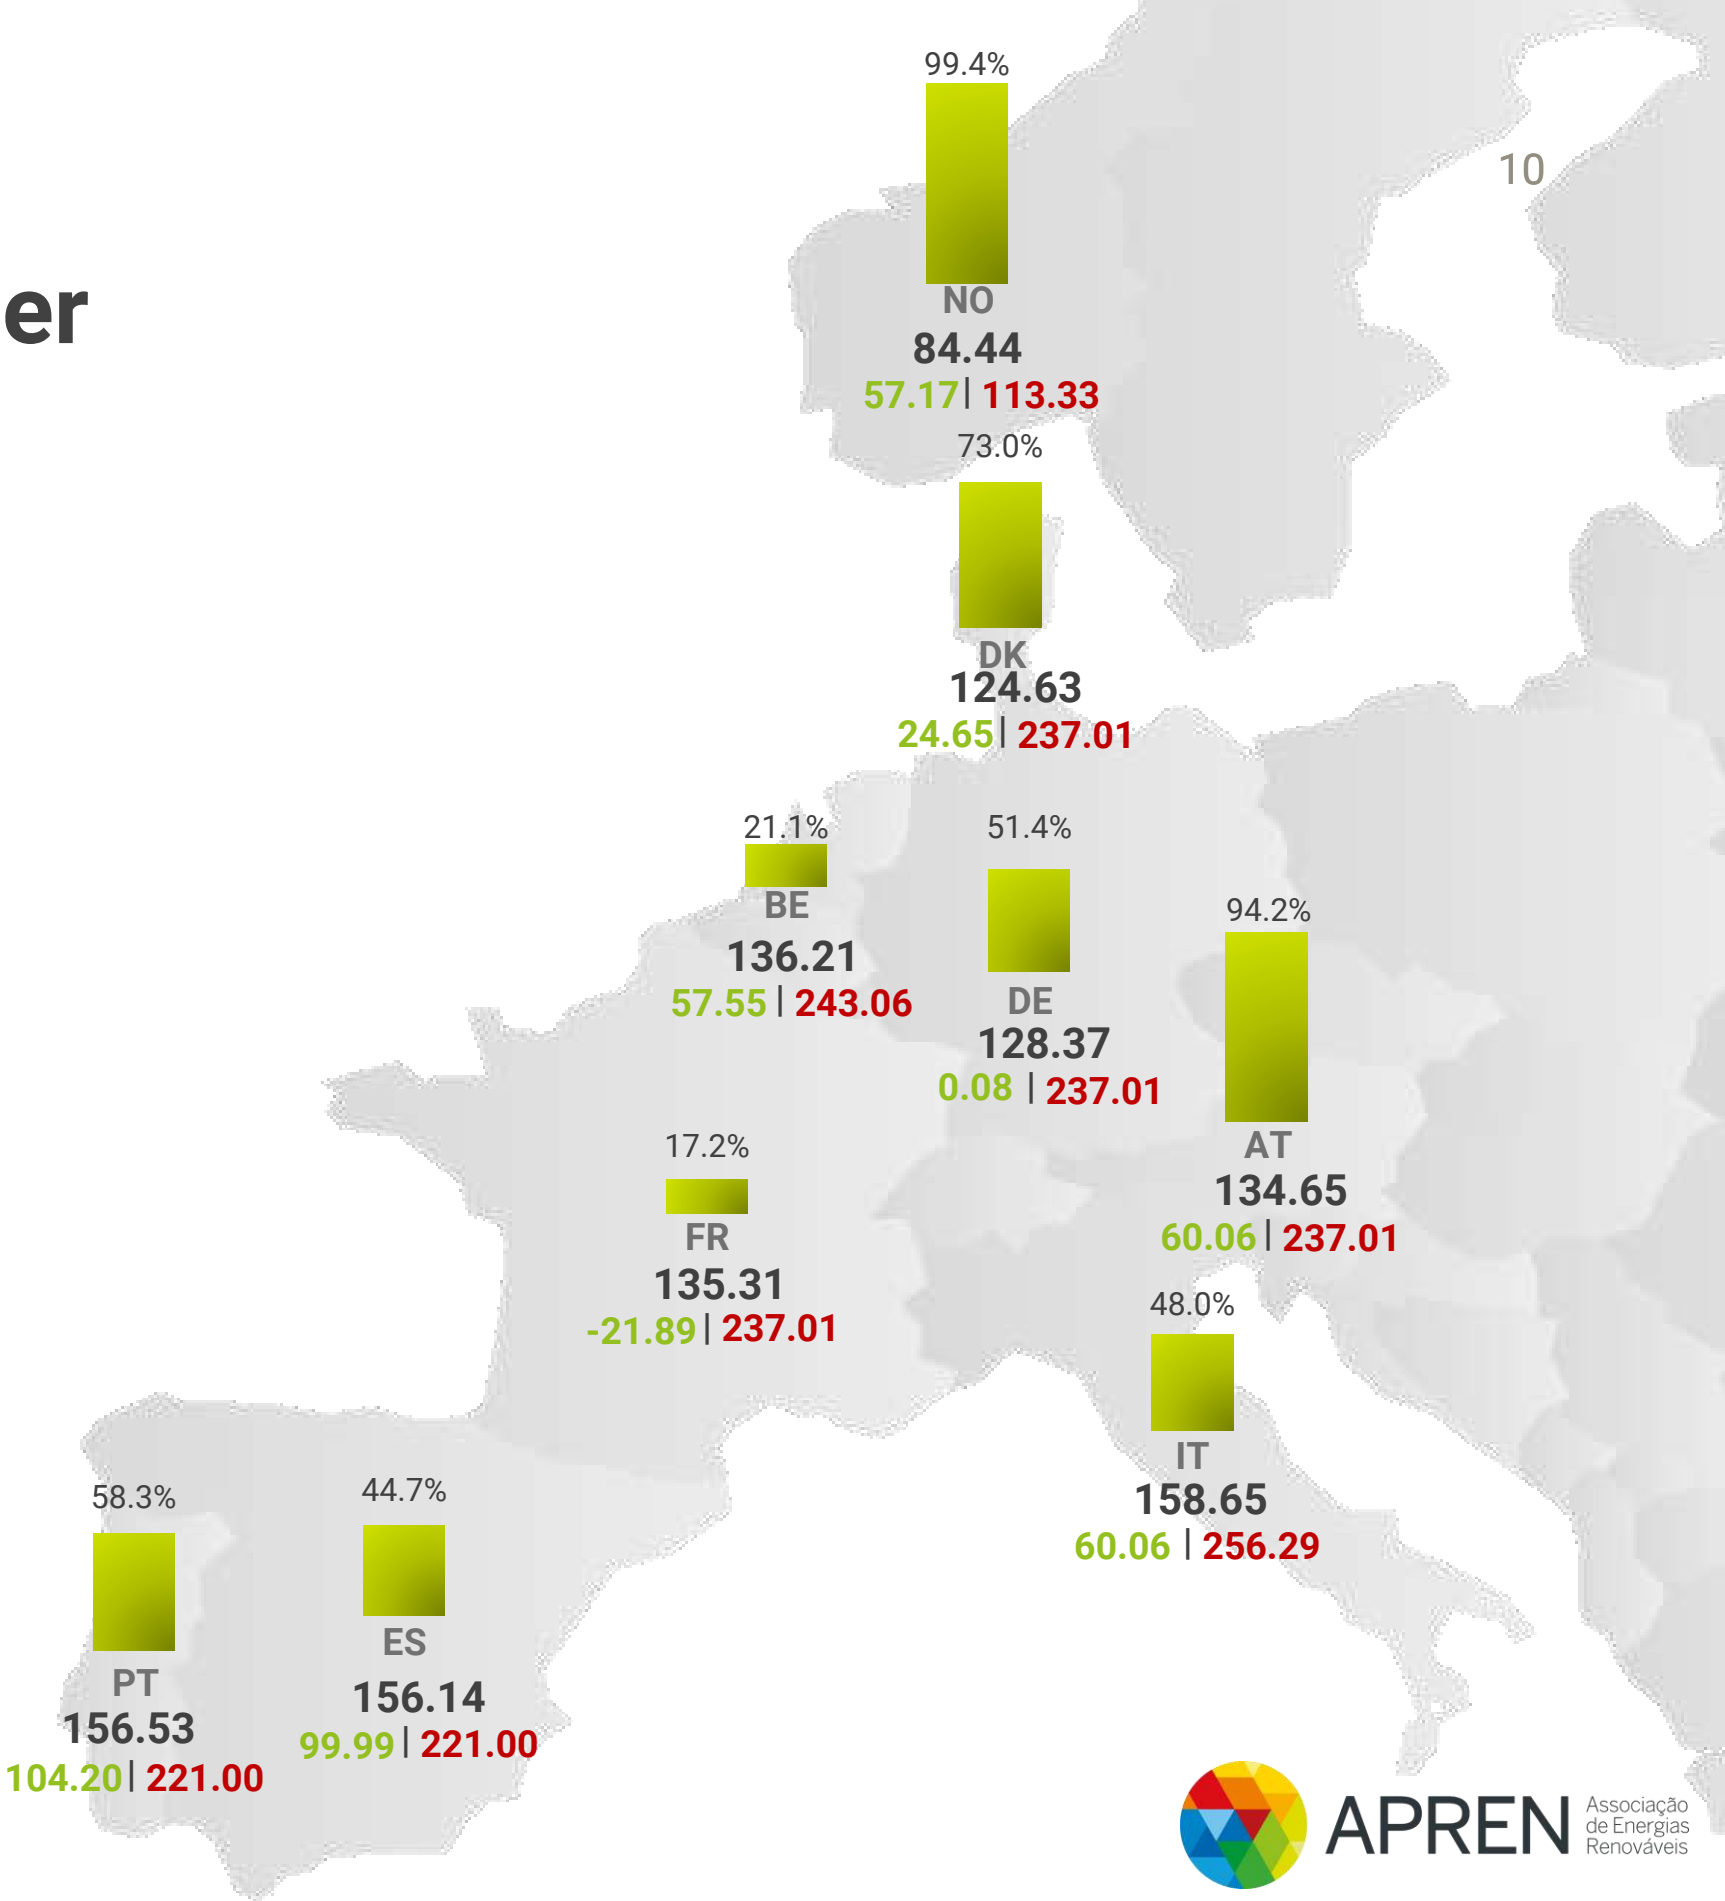 99.4%
10
er
NO
84.44
57.17 | 113.33
73.0%
DK
124.63
24.65 | 237.01
21.1%
BE
136.21
57.55 | 243.06
51.4%
DE
128.37
0.08 | 237.01
94.2%
AT
134.65
60.06 | 237.01
17.2%
FR
135.31
-21.89 | 237.01
48.0%
IT
158.65
60.06 | 256.29
58.3%
PT
156.53
104.20 | 221.00
44.7%
ES
156.14
99.99 | 221.00
APREN
Associação
de Energias
Renováveis